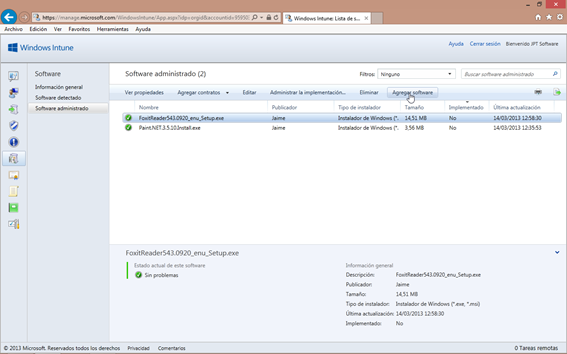 https://manage.microsoft.com/WindowsIntune/App.aspx?dp=orgid&accountid=95950
Windows Intune: Lista de s...
Archivo Edición Ver Favoritos Herramientas Ayuda
Windows Intune
Ayuda Cerrar sesión Bienvenido JPT Software
Software
Información general
Software detectado
Software administrado
Software administrado (2)
Filtros: Ninguno
Buscar software administrado
Ver propiedades Agregar contratos Editar Administrar la implementación... Eliminar Agregar software
Nombre Publicador Tipo de instalador Tamaño Implementado Última actualización
FoxitReader543.0920_enu_Setup.exe Jaime Instalador de Windows (*. 14,51 MB No 14/03/2013 12:58:30
Paint.NET.3.5.10.Install.exe Jaime Instalador de Windows (*. 3,56 MB No 14/03/2013 12:35:53
FoxitReader543.0920_enu_Setup.exe
Estado actual de este software
Sin problemas
Información general
Descripción: FoxitReader543.0920_enu_Setup.exe
Publicador: Jaime
Tamaño: 14,51 MB
Tipo de instalador: Instalador de Windows (*.exe, *.msi)
Última actualización: 14/03/2013 12:58:30
Implementado: No
© 2013 Microsoft. Reservados todos los derechos Privacidad Comentarios
0 Tareas remotas